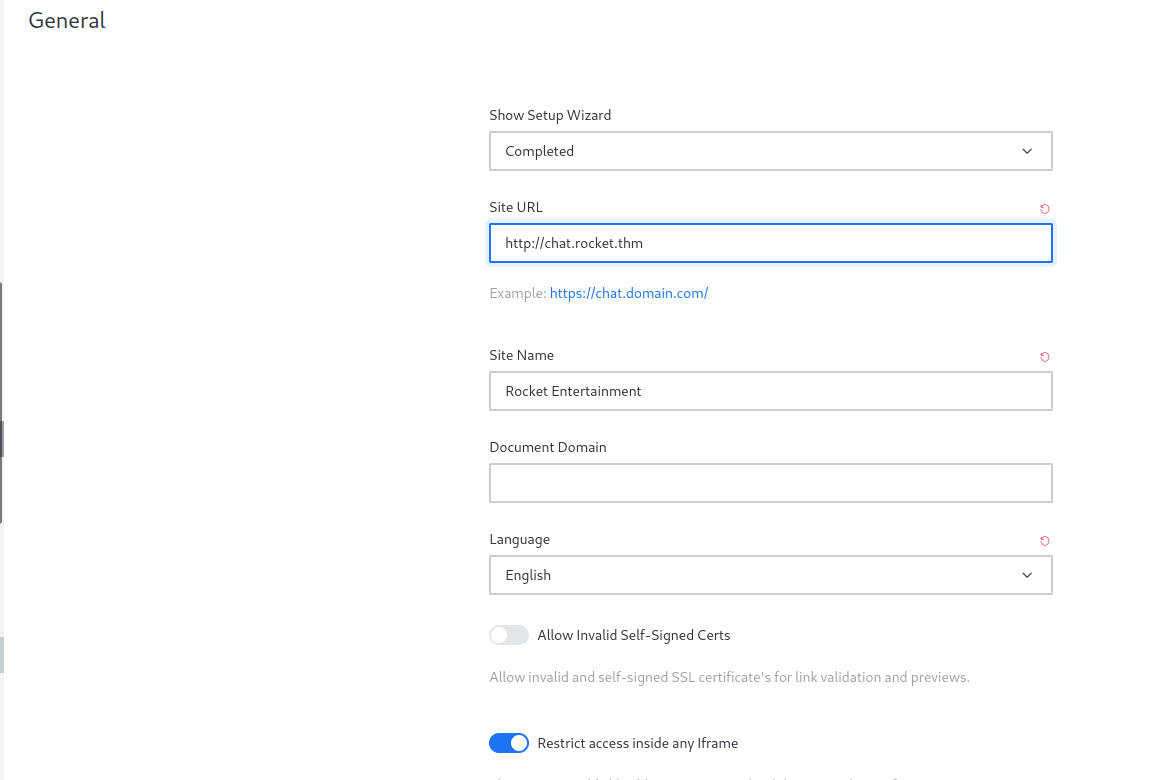 General
Show Setup Wizard
Completed
Site URL
http://chat.rocket.thm
Example: https://chat.domain.com/
Site Name
Rocket Entertainment
Document Domain
Language
English
Allow Invalid Self-Signed Certs
Allow invalid and self-signed SSL certificate's for link validation and previews.
Restrict access inside any Iframe